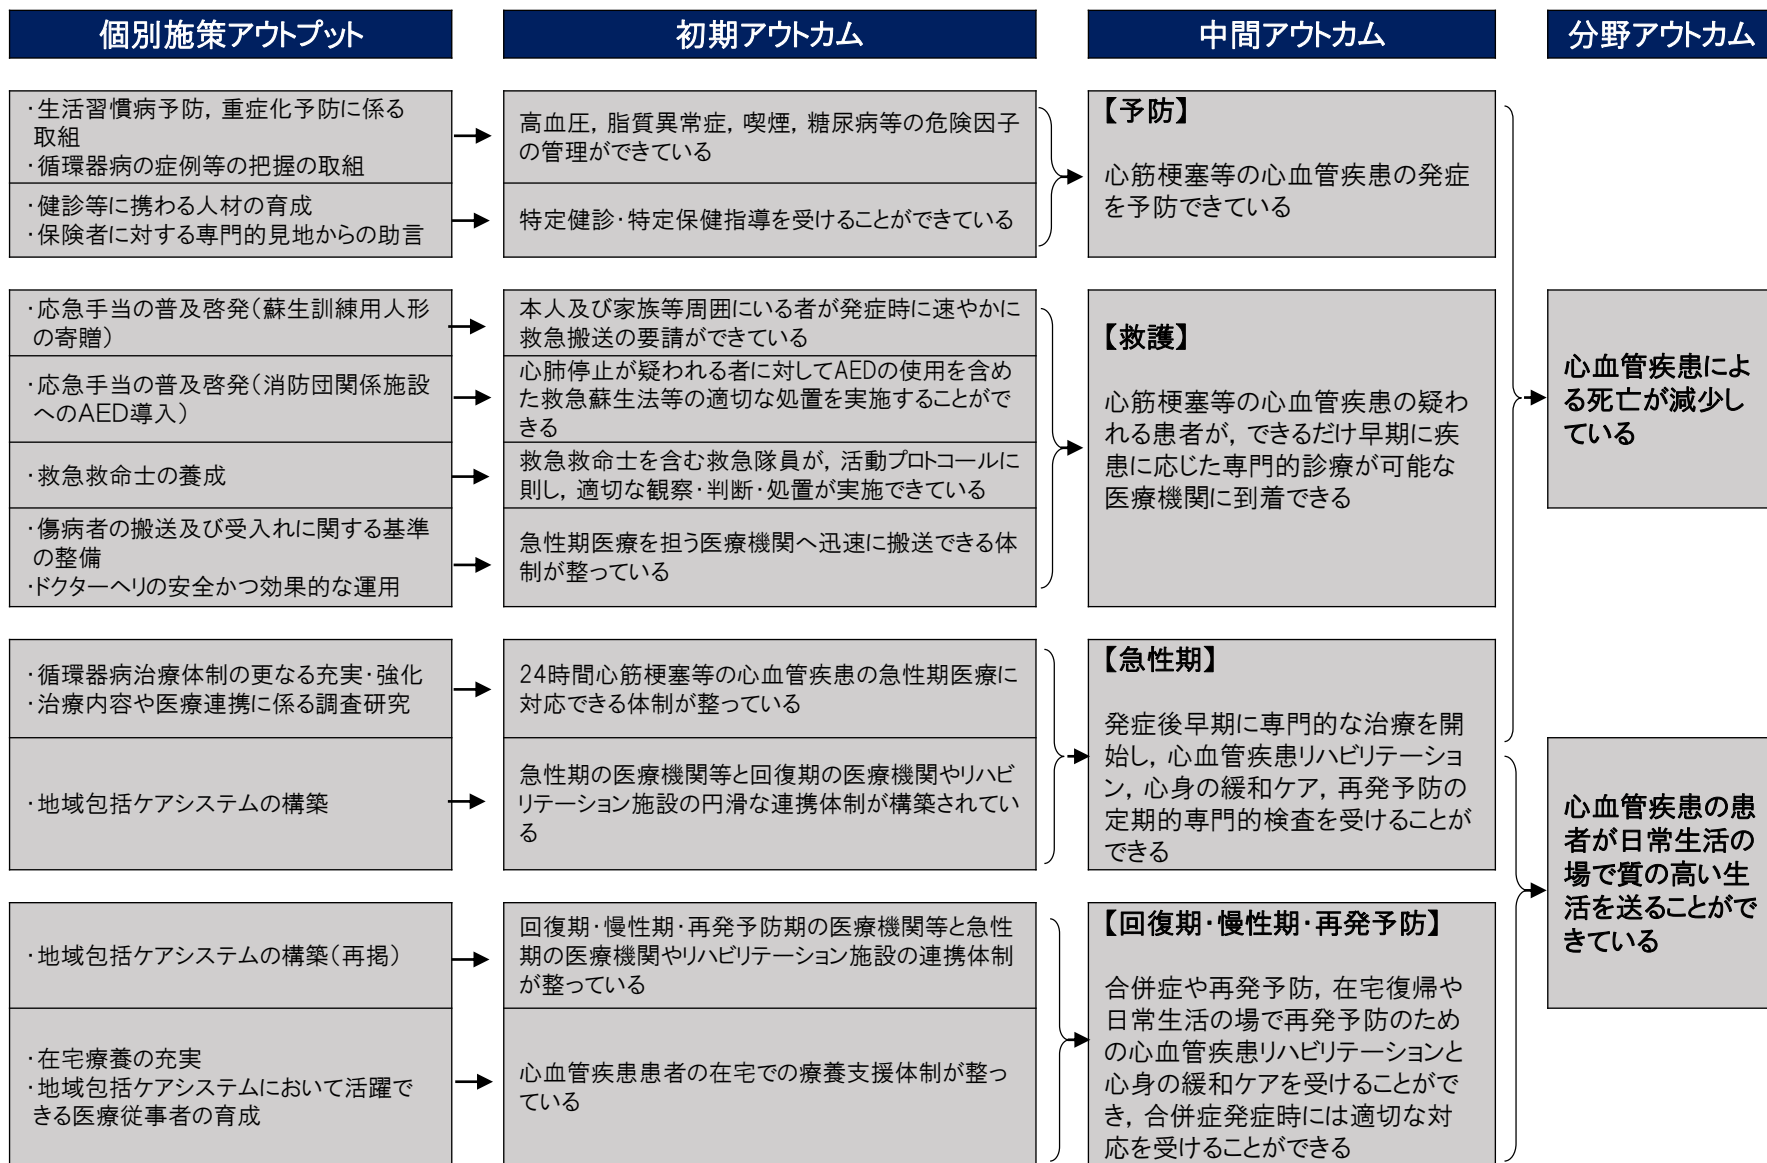 個別施策アウトプット
初期アウトカム
中間アウトカム
分野アウトカム
・生活習慣病予防，重症化予防に係る
取組
・循環器病の症例等の把握の取組
高血圧，脂質異常症，喫煙，糖尿病等の危険因子
の管理ができている
・健診等に携わる人材の育成
・保険者に対する専門的見地からの助言
特定健診・特定保健指導を受けることができている
【予防】
心筋梗塞等の心血管疾患の発症
を予防できている
・応急手当の普及啓発（蘇生訓練用人形
の寄贈）
本人及び家族等周囲にいる者が発症時に速やかに
救急搬送の要請ができている
・応急手当の普及啓発（消防団関係施設
へのAED導入）
心肺停止が疑われる者に対してAEDの使用を含め
た救急蘇生法等の適切な処置を実施することがで
きる
・救急救命士の養成
救急救命士を含む救急隊員が，活動プロトコールに
則し，適切な観察・判断・処置が実施できている
・傷病者の搬送及び受入れに関する基準
の整備
・ドクターヘリの安全かつ効果的な運用
急性期医療を担う医療機関へ迅速に搬送できる体
制が整っている
【救護】
心筋梗塞等の心血管疾患の疑わ
れる患者が，できるだけ早期に疾
患に応じた専門的診療が可能な
医療機関に到着できる
心血管疾患によ
る死亡が減少し
ている
・循環器病治療体制の更なる充実・強化
・治療内容や医療連携に係る調査研究
24時間心筋梗塞等の心血管疾患の急性期医療に
対応できる体制が整っている
・地域包括ケアシステムの構築
急性期の医療機関等と回復期の医療機関やリハビ
リテーション施設の円滑な連携体制が構築されてい
る
【急性期】
発症後早期に専門的な治療を開
始し，心血管疾患リハビリテーショ
ン，心身の緩和ケア，再発予防の
定期的専門的検査を受けることが
できる
心血管疾患の患
者が日常生活の
場で質の高い生
活を送ることがで
きている
・地域包括ケアシステムの構築（再掲）
回復期・慢性期・再発予防期の医療機関等と急性
期の医療機関やリハビリテーション施設の連携体制
が整っている
・在宅療養の充実
・地域包括ケアシステムにおいて活躍で
きる医療従事者の育成
心血管疾患患者の在宅での療養支援体制が整っ
ている
【回復期・慢性期・再発予防】
合併症や再発予防，在宅復帰や
日常生活の場で再発予防のため
の心血管疾患リハビリテーションと
心身の緩和ケアを受けることがで
き，合併症発症時には適切な対
応を受けることができる